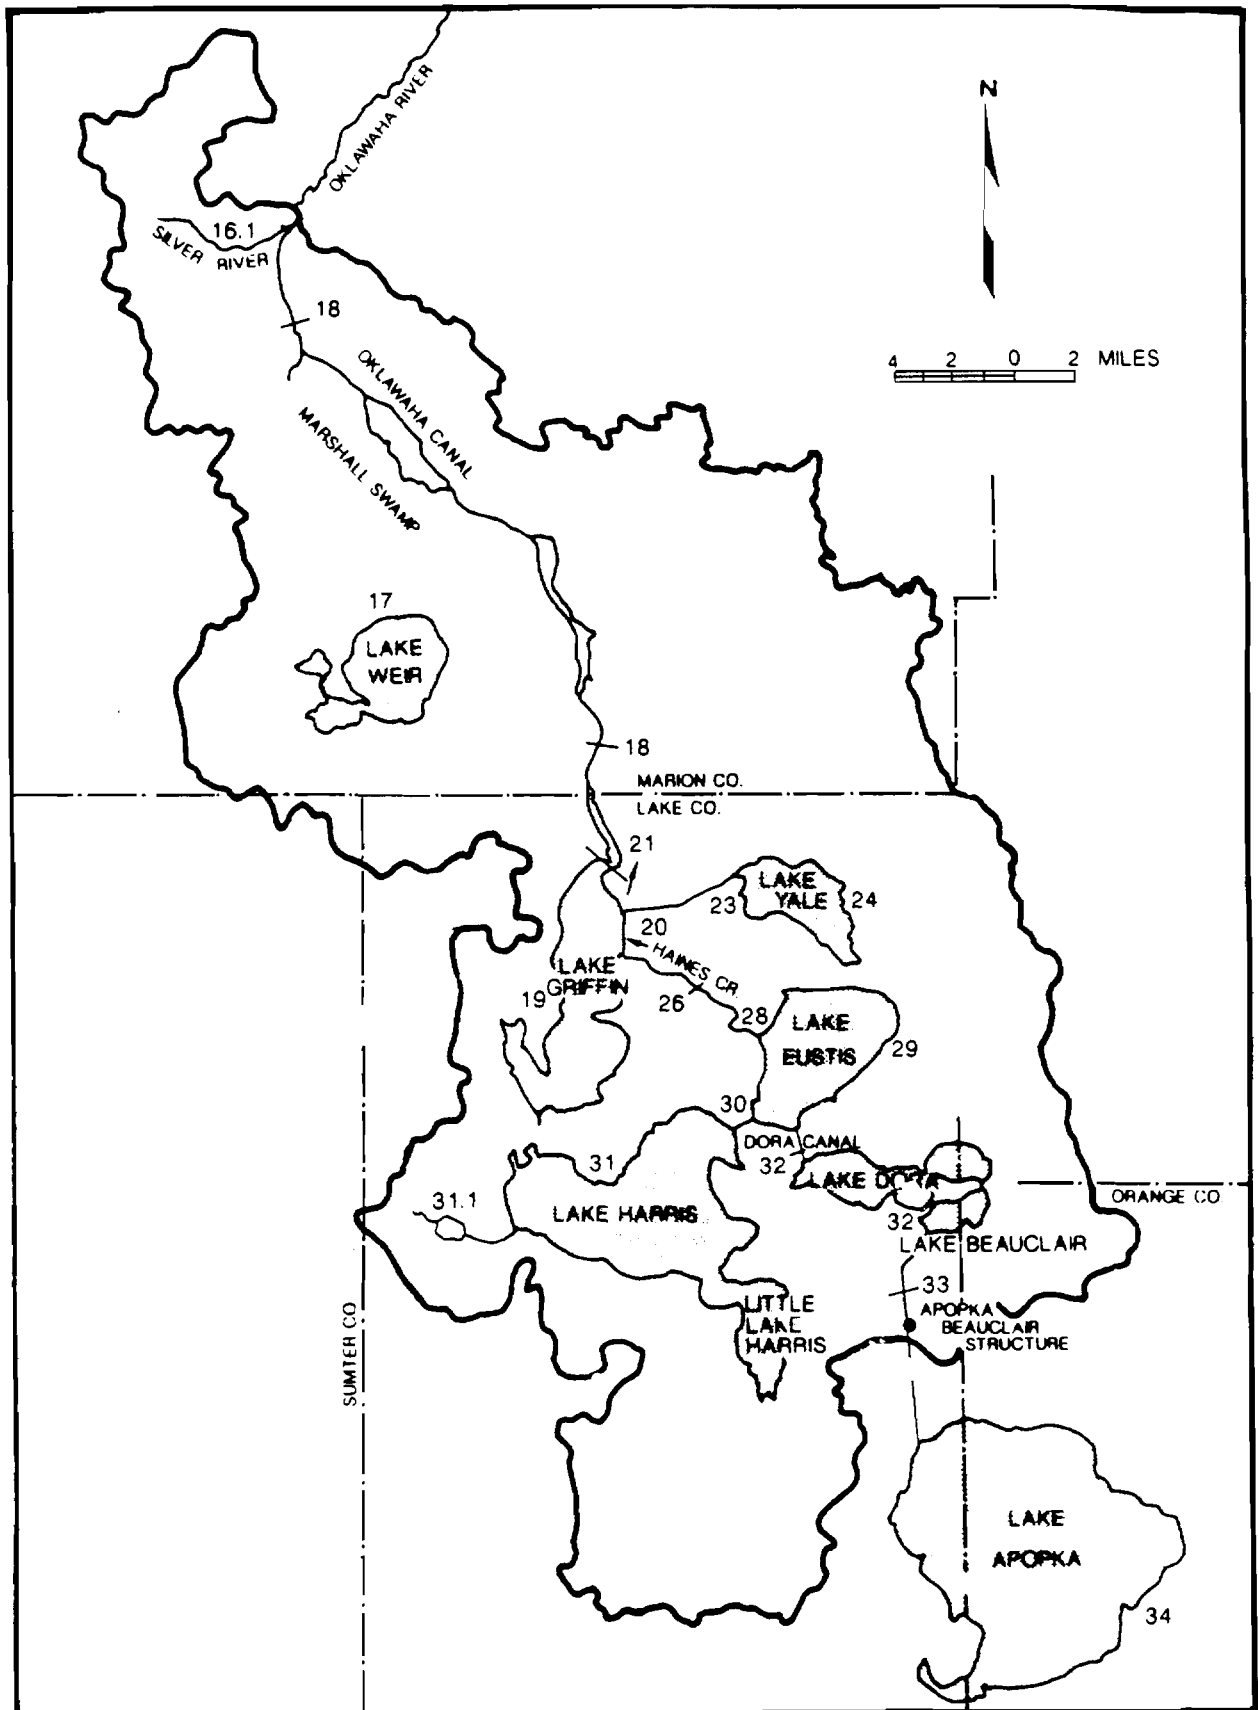 OKLAWAHA RIVER
N
16.1
SILVER RIVER
18
4 2 0 2 MILES
OKLAWAHA CANAL
MARSHALL SWAMP
17
LAKE
WEIR
18
MARION CO.
LAKE CO.
21
LAKE
YALE
23
24
20
HAINES CR.
LAKE
GRIFFIN
19
26
28
LAKE
EUSTIS
29
30
DORA CANAL
31
32
LAKE DORA
31.1
LAKE HARRIS
ORANGE CO
32
LAKE BEAUCLAIR
33
LITTLE
LAKE
HARRIS
APOPKA
BEAUCLAIR
STRUCTURE
SUMTER CO
LAKE
APOPKA
34